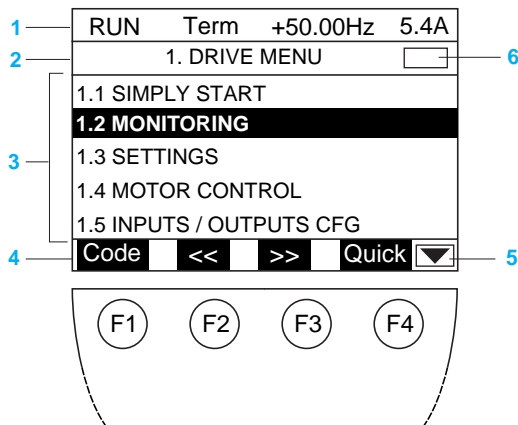 1 RUN Term +50.00Hz 5.4A
2 1. DRIVE MENU 6
1.1 SIMPLY START
1.2 MONITORING
3 1.3 SETTINGS
1.4 MOTOR CONTROL
1.5 INPUTS / OUTPUTS CFG
4 Code << >> Quick 5
F1 F2 F3 F4